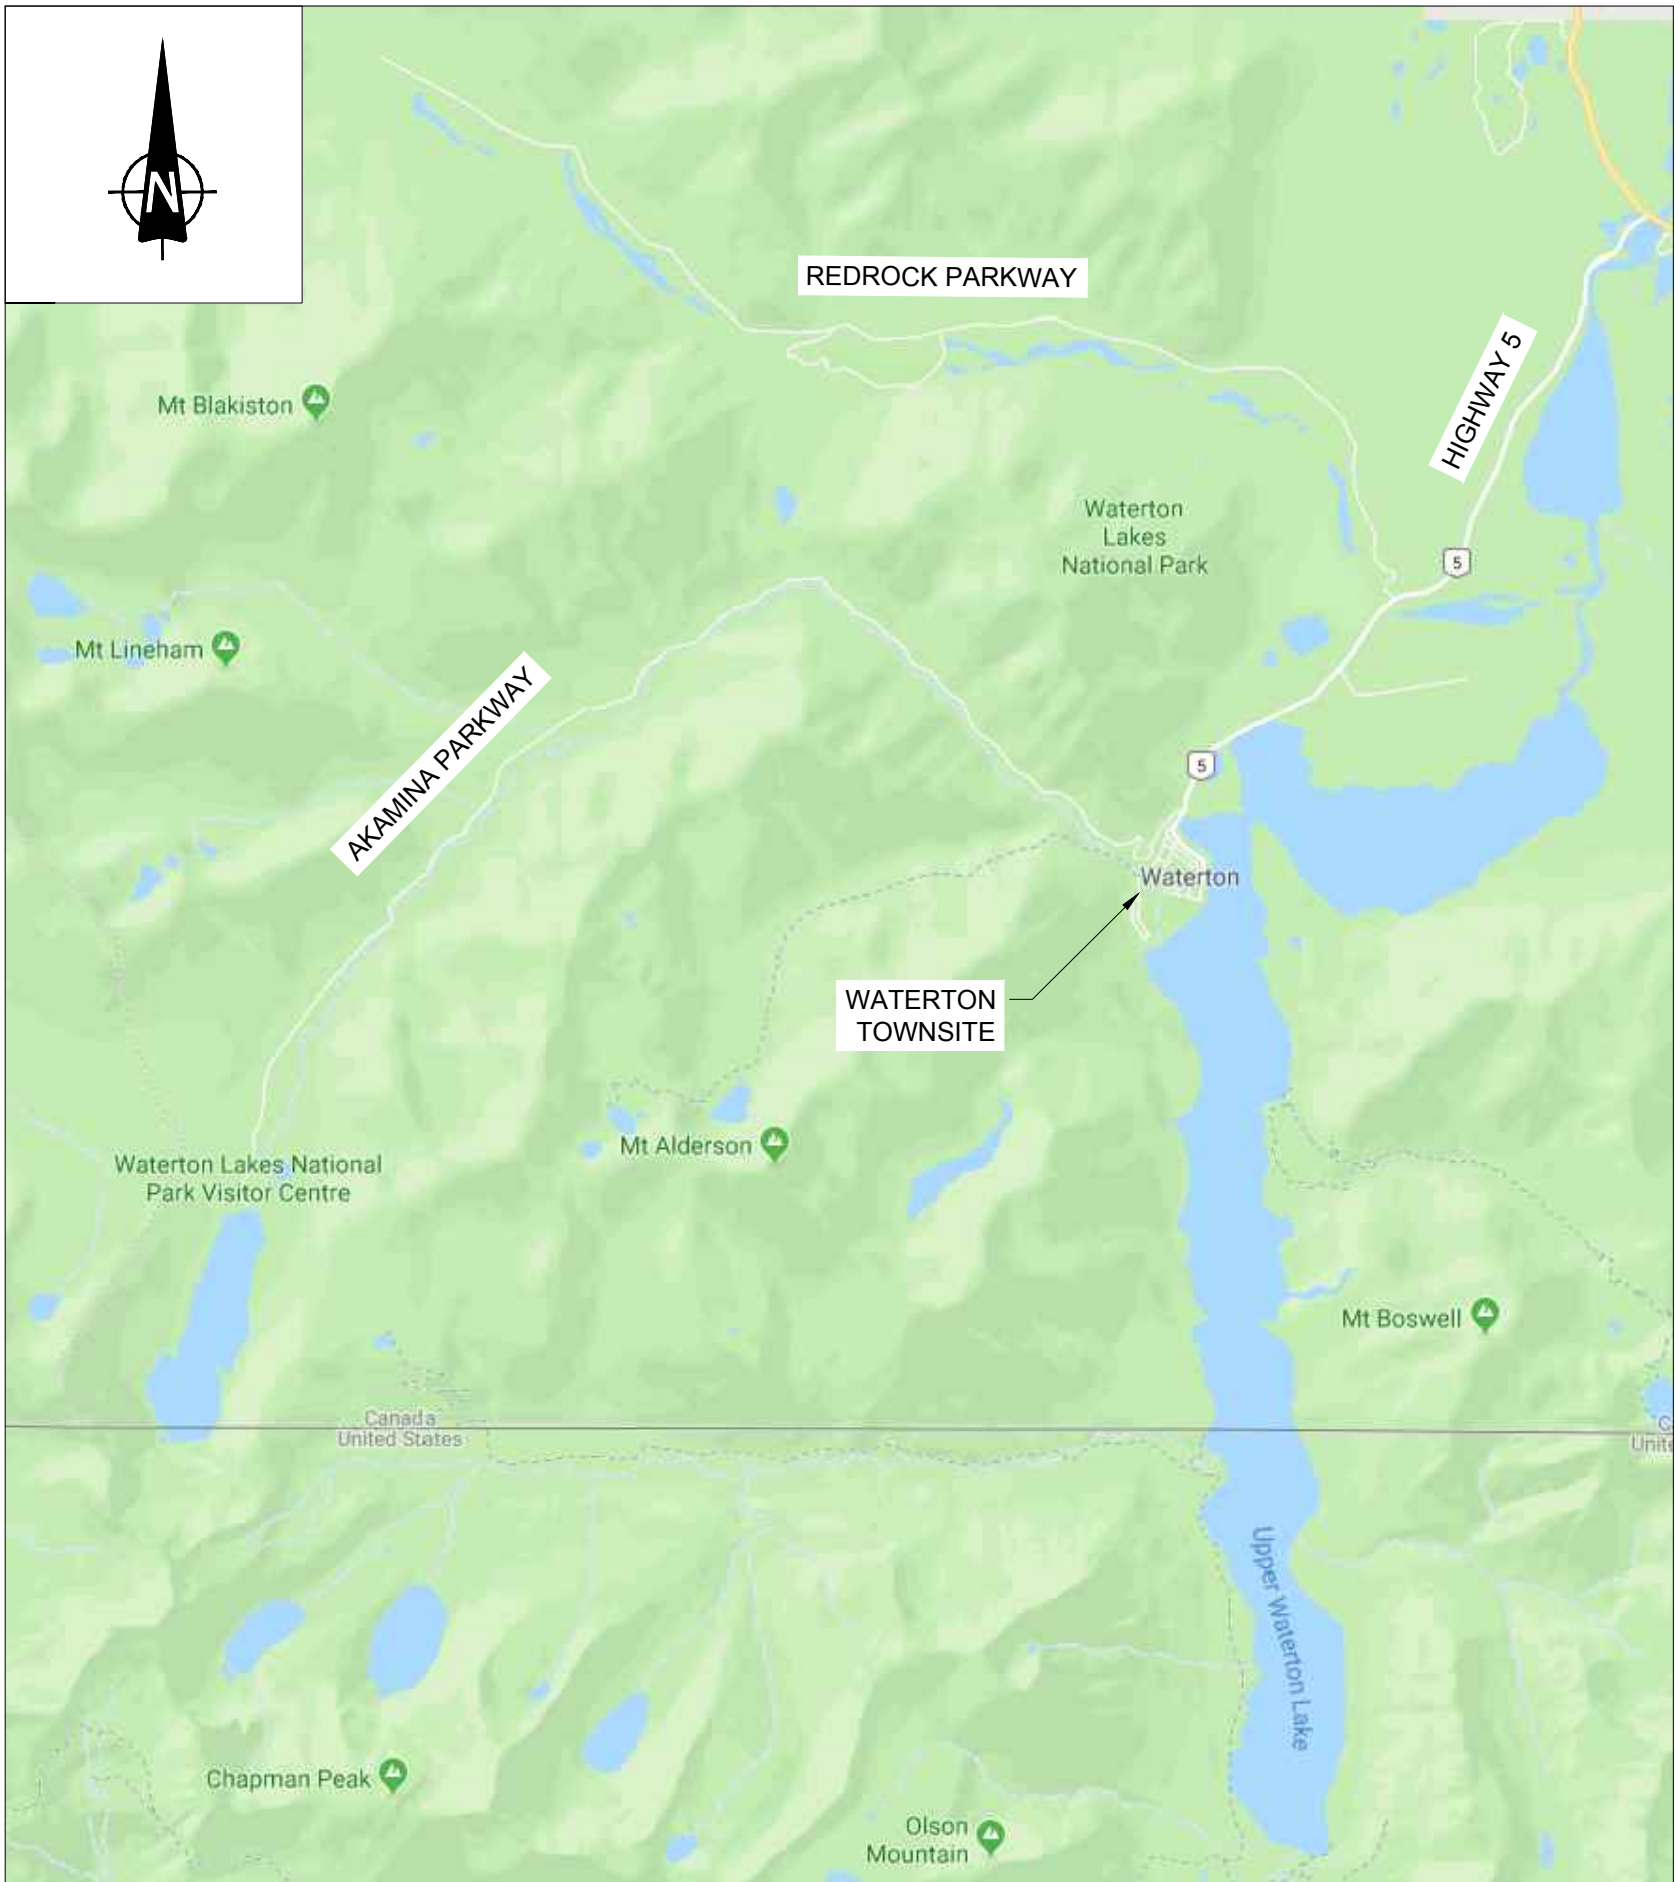 N
REDROCK PARKWAY
HIGHWAY 5
Mt Blakiston
Waterton
Lakes
National Park
5
Mt Lineham
AKAMINA PARKWAY
5
Waterton
WATERTON
TOWNSITE
Mt Alderson
Waterton Lakes National
Park Visitor Centre
Mt Boswell
Canada
United States
C
Unite
Upper Waterton Lake
Chapman Peak
Olson
Mountain